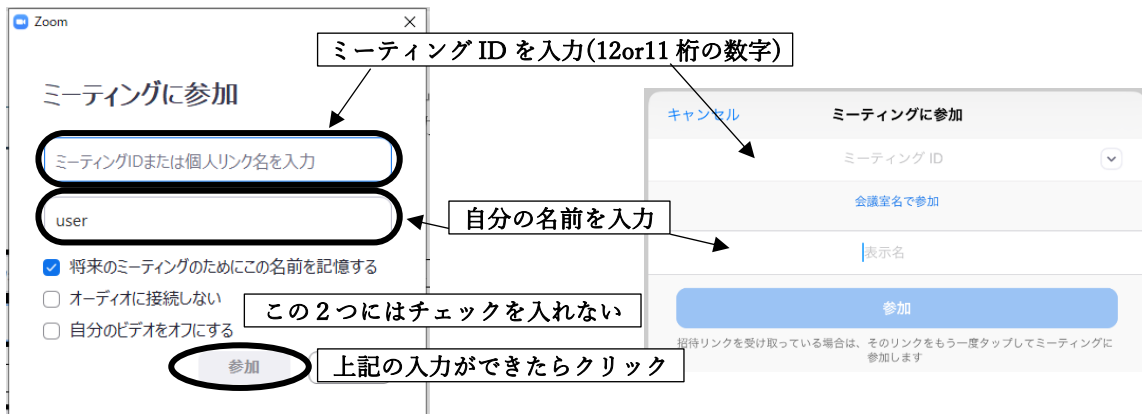 Zoom
ミーティング ID を入力(12or11 桁の数字)
ミーティングに参加
ミーティングIDまたは個人リンク名を入力
user
自分の名前を入力
将来のミーティングのためにこの名前を記憶する
オーディオに接続しない
この２つにはチェックを入れない
自分のビデオをオフにする
参加
上記の入力ができたらクリック
キャンセル
ミーティングに参加
ミーティング ID
会議室名で参加
表示名
参加
招待リンクを受け取っている場合は、そのリンクをもう一度タップしてミーティングに
参加します